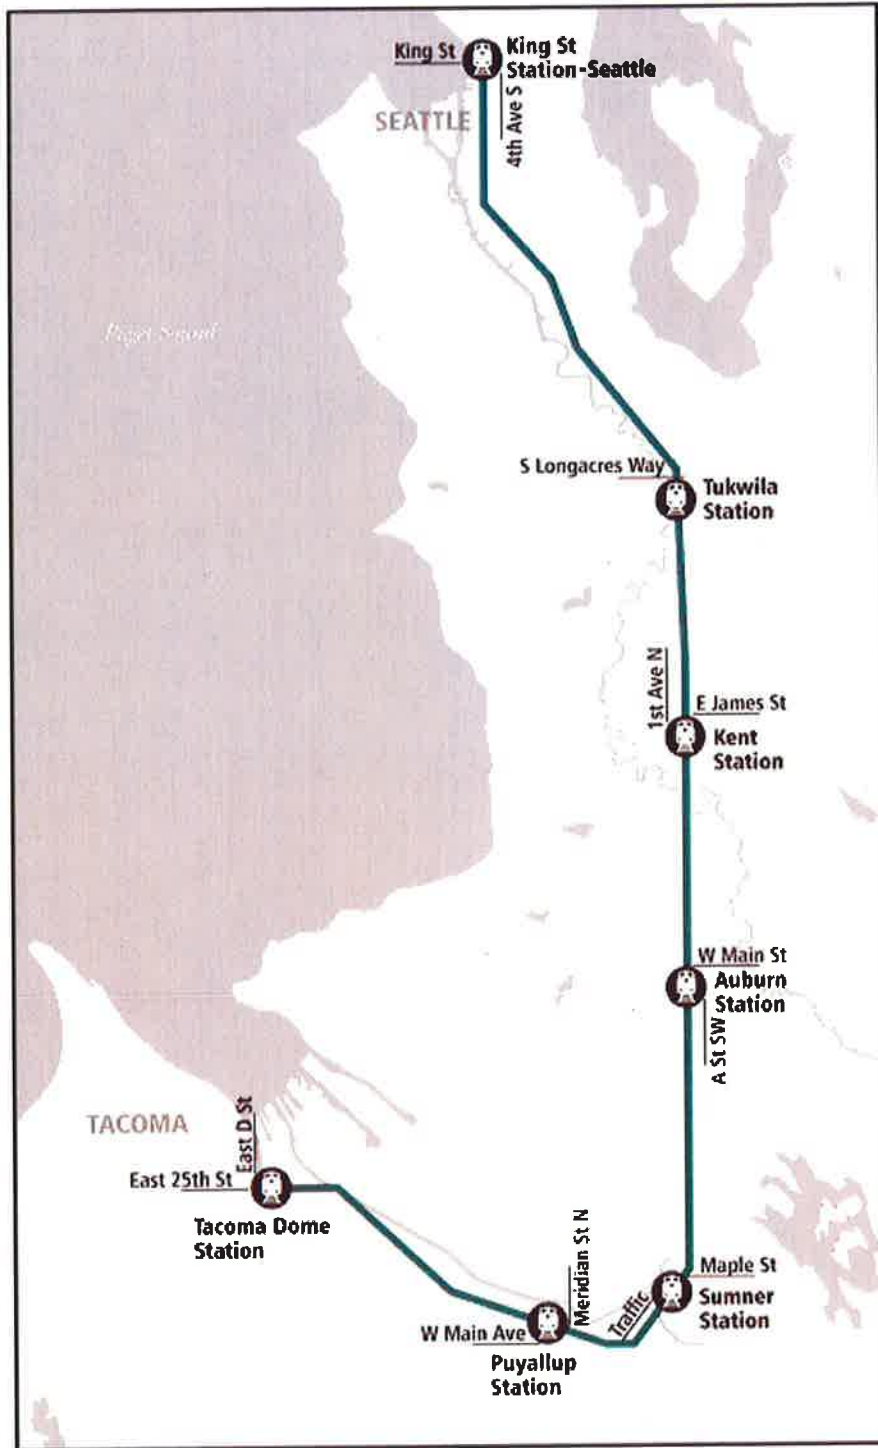 King St
King St
Station-Seattle
4th Ave S
SEATTLE
Puget Sound
S Longacres Way
Tukwila
Station
1st Ave N
E James St
Kent
Station
W Main St
Auburn
Station
A St SW
TACOMA
East D St
East 25th St
Tacoma Dome
Station
Meridian St N
Maple St
Sumner
Station
Traffic
W Main Ave
Puyallup
Station